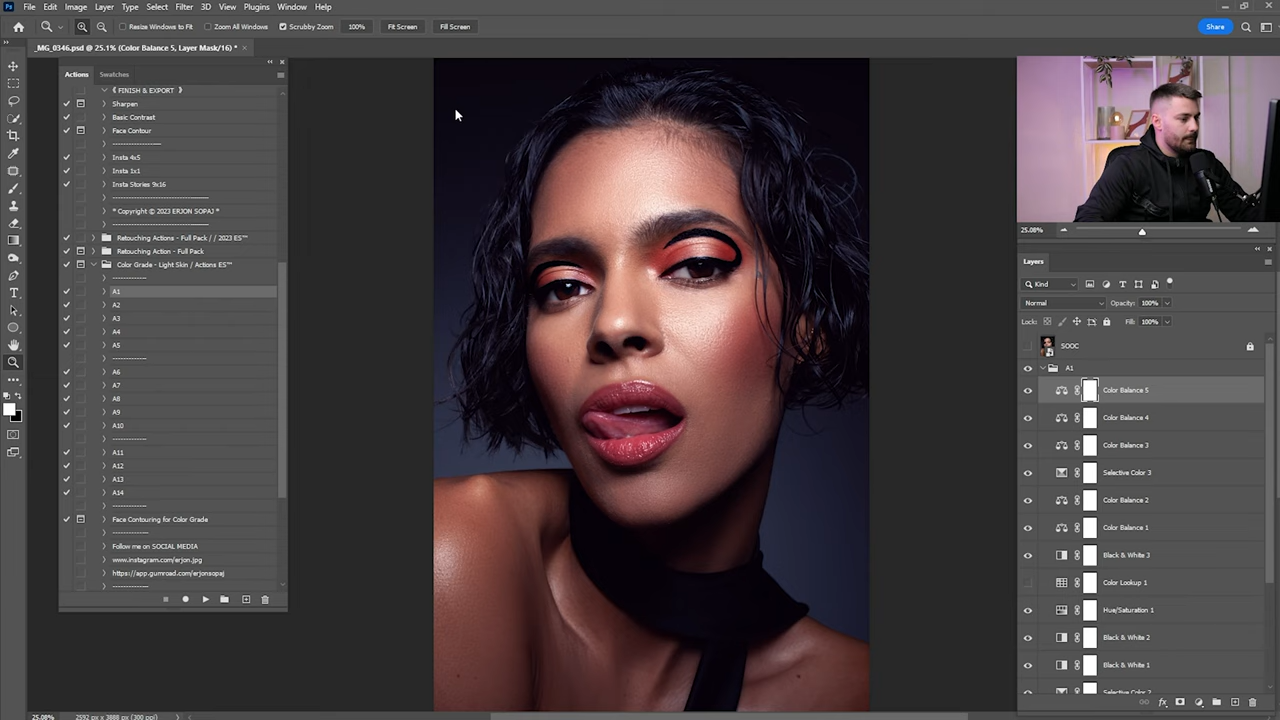 File Edit Image Layer Type Select Filter 3D View Plugins Window Help
Resize Windows to Fit Zoom All Windows Scrubby Zoom 100% Fit Screen Fill Screen Share
_MG_0346.psd @ 25.1% (Color Balance 5, Layer Mask/16) *
Actions Swatches
《 FINISH & EXPORT 》
Sharpen
Basic Contrast
Face Contour
Insta 4x5
Insta 1x1
Insta Stories 9x16
* Copyright © 2023 ERJON SOPAJ *
Retouching Actions - Full Pack / / 2023 ES™
Retouching Action - Full Pack
Color Grade - Light Skin / Actions ES™
A1
A2
A3
A4
A5
A6
A7
A8
A9
A10
A11
A12
A13
A14
Face Contouring for Color Grade
Follow me on SOCIAL MEDIA
www.instagram.com/erjon.jpg
https://app.gumroad.com/erjonsopaj
25.08%
Layers
Kind
Normal Opacity: 100%
Lock: Fill: 100%
SOOC
A1
Color Balance 5
Color Balance 4
Color Balance 3
Selective Color 3
Color Balance 2
Color Balance 1
Black & White 3
Color Lookup 1
Hue/Saturation 1
Black & White 2
Black & White 1
Selective Color 2
25.08% 2592 px x 3888 px (300 ppi)